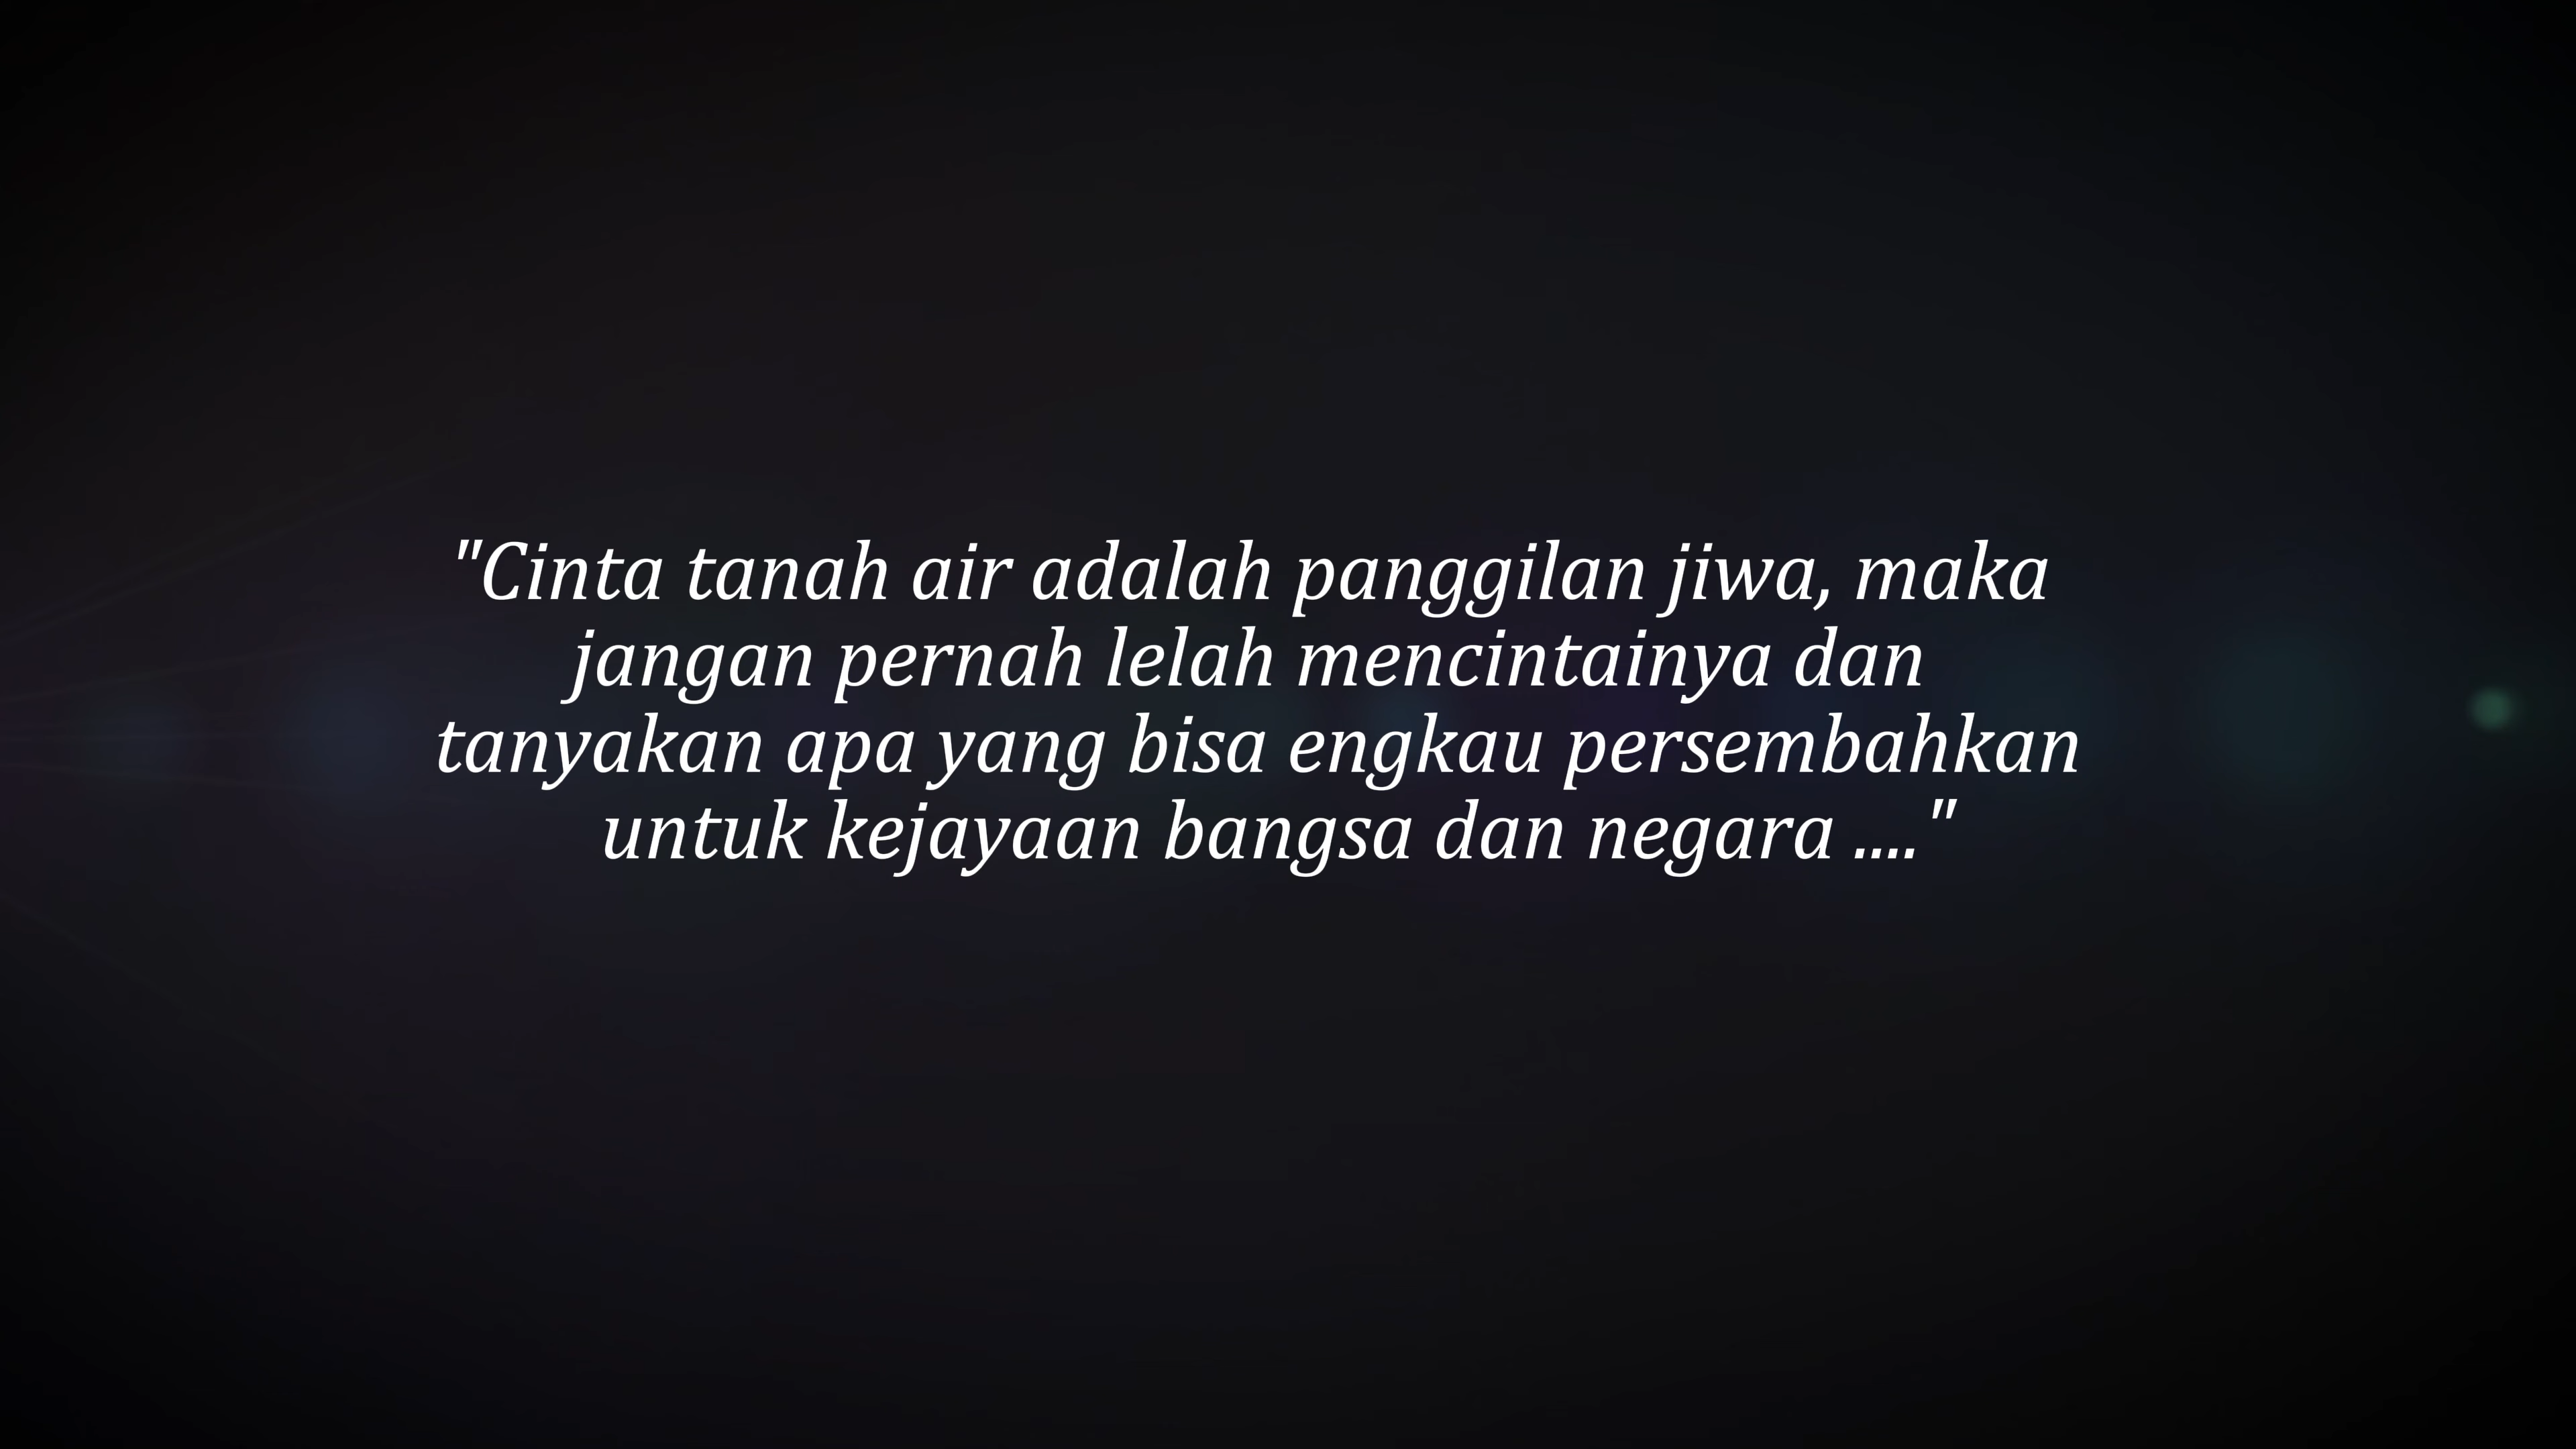 "Cinta tanah air adalah panggilan jiwa, maka
jangan pernah lelah mencintainya dan
tanyakan apa yang bisa engkau persembahkan
untuk kejayaan bangsa dan negara ...."